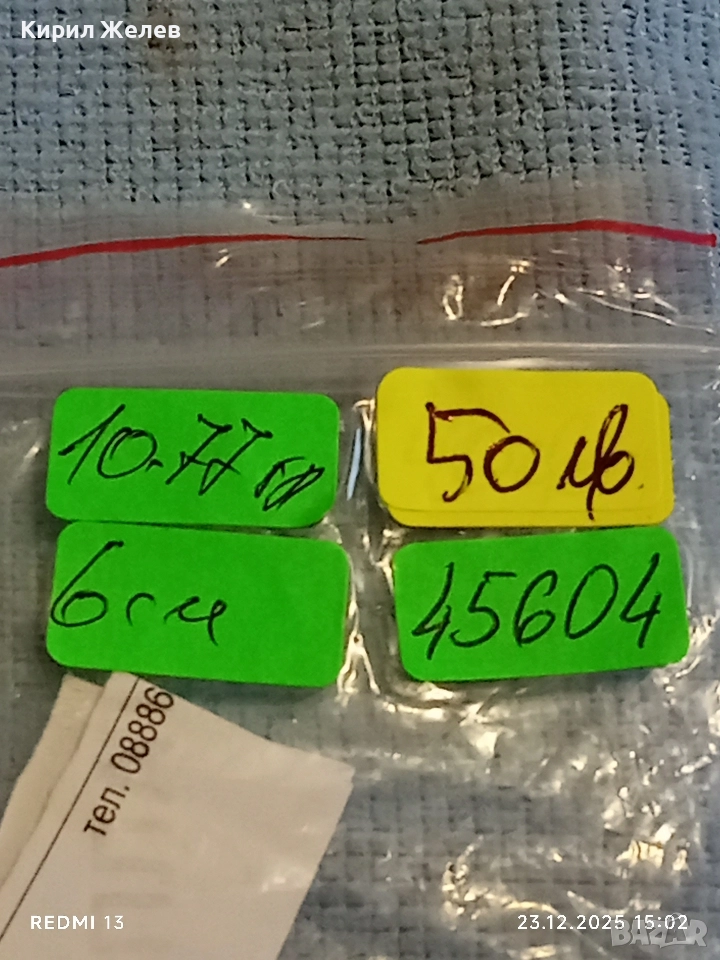 Кирил Желев
10.77 гр
50 лв
6 см
45604
тел. 08886
REDMI 13
23.12.2025 15:02
BAZAR